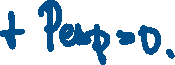 + Pexp=0.